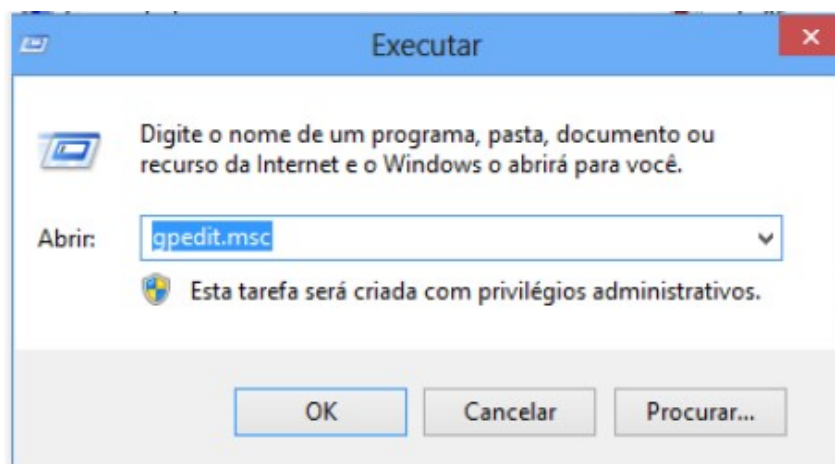 Executar
Digite o nome de um programa, pasta, documento ou
recurso da Internet e o Windows o abrirá para você.
Abrir: gpedit.msc
Esta tarefa será criada com privilégios administrativos.
OK Cancelar Procurar...